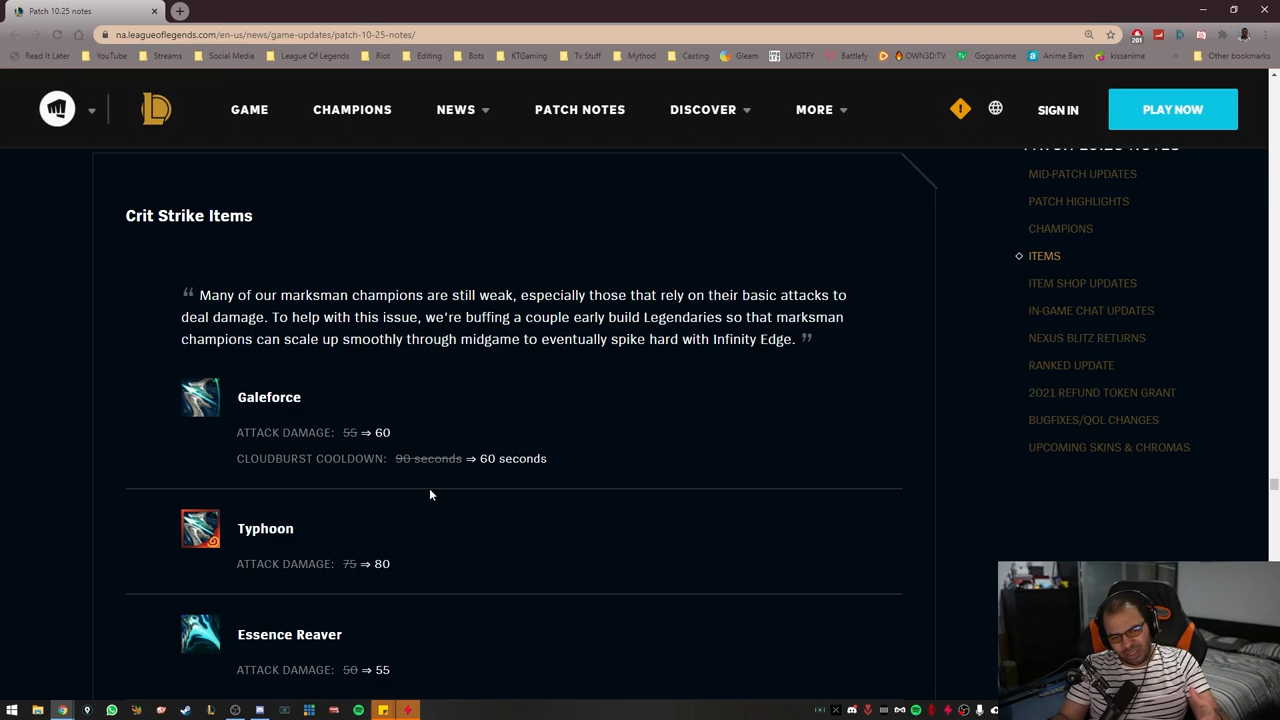 Patch 10.25 notes
na.leagueoflegends.com/en-us/news/game-updates/patch-10-25-notes/
201
Read It Later YouTube Streams Social Media League Of Legends Riot Editing Bots KTGaming Tv Stuff Mythod Casting Gleam LMGTFY Battlefy OWN3D:TV Gogoanime Anime Bam kissanime Other bookmarks
GAME CHAMPIONS NEWS PATCH NOTES DISCOVER MORE SIGN IN PLAY NOW
PATCH 10.25 NOTES
MID-PATCH UPDATES
PATCH HIGHLIGHTS
CHAMPIONS
ITEMS
ITEM SHOP UPDATES
IN-GAME CHAT UPDATES
NEXUS BLITZ RETURNS
RANKED UPDATE
2021 REFUND TOKEN GRANT
BUGFIXES/QOL CHANGES
UPCOMING SKINS & CHROMAS
Crit Strike Items
“ Many of our marksman champions are still weak, especially those that rely on their basic attacks to
deal damage. To help with this issue, we're buffing a couple early build Legendaries so that marksman
champions can scale up smoothly through midgame to eventually spike hard with Infinity Edge. ”
Galeforce
ATTACK DAMAGE: 55 ⇒ 60
CLOUDBURST COOLDOWN: 90 seconds ⇒ 60 seconds
Typhoon
ATTACK DAMAGE: 75 ⇒ 80
Essence Reaver
ATTACK DAMAGE: 50 ⇒ 55